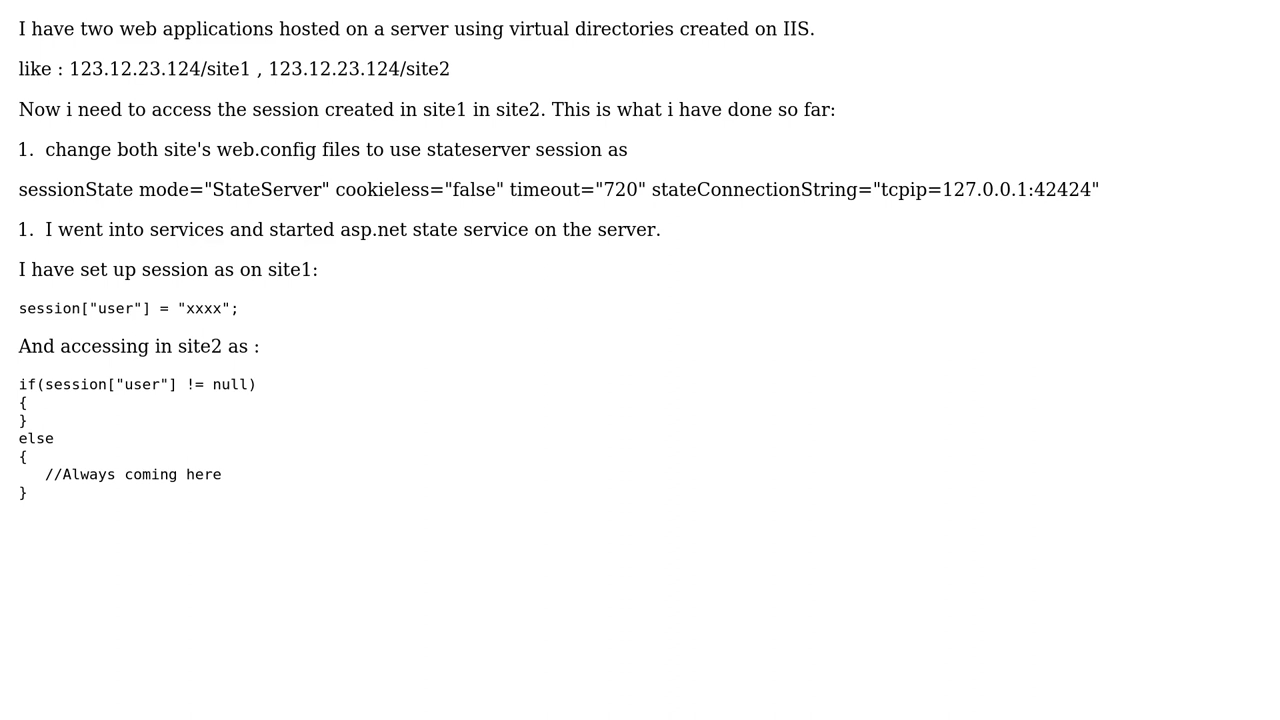 I have two web applications hosted on a server using virtual directories created on IIS.
like : 123.12.23.124/site1 , 123.12.23.124/site2
Now i need to access the session created in site1 in site2. This is what i have done so far:
1. change both site's web.config files to use stateserver session as
sessionState mode="StateServer" cookieless="false" timeout="720" stateConnectionString="tcpip=127.0.0.1:42424"
1. I went into services and started asp.net state service on the server.
I have set up session as on site1:
session["user"] = "xxxx";
And accessing in site2 as :
if(session["user"] != null)
{
}
else
{
   //Always coming here
}